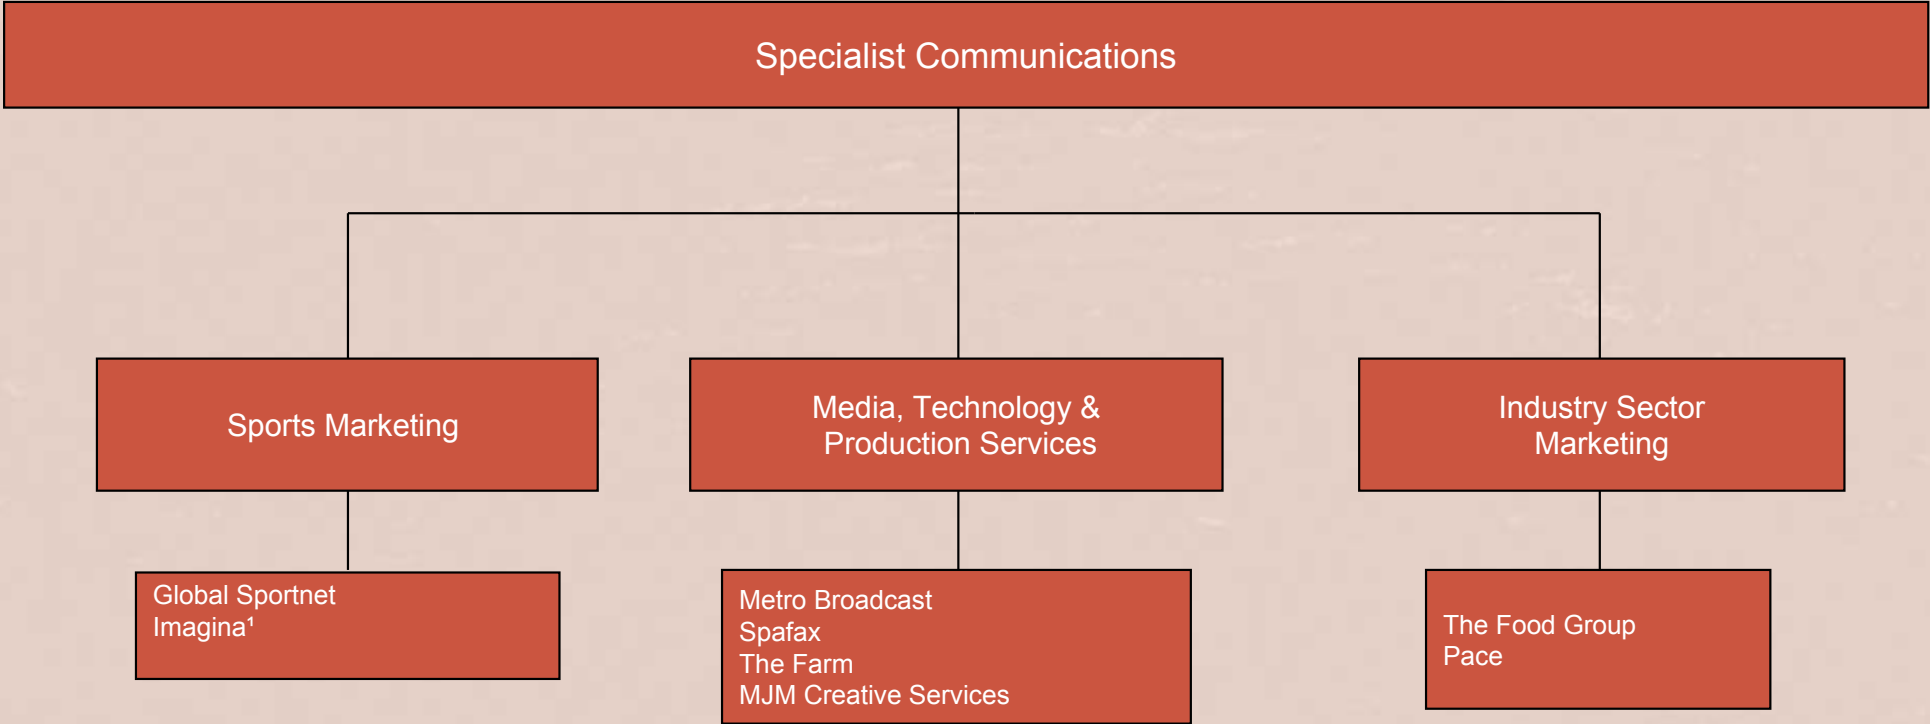 Specialist Communications
Sports Marketing
Media, Technology &
Production Services
Industry Sector
Marketing
Global Sportnet
Imagina¹
Metro Broadcast
Spafax
The Farm
MJM Creative Services
The Food Group
Pace